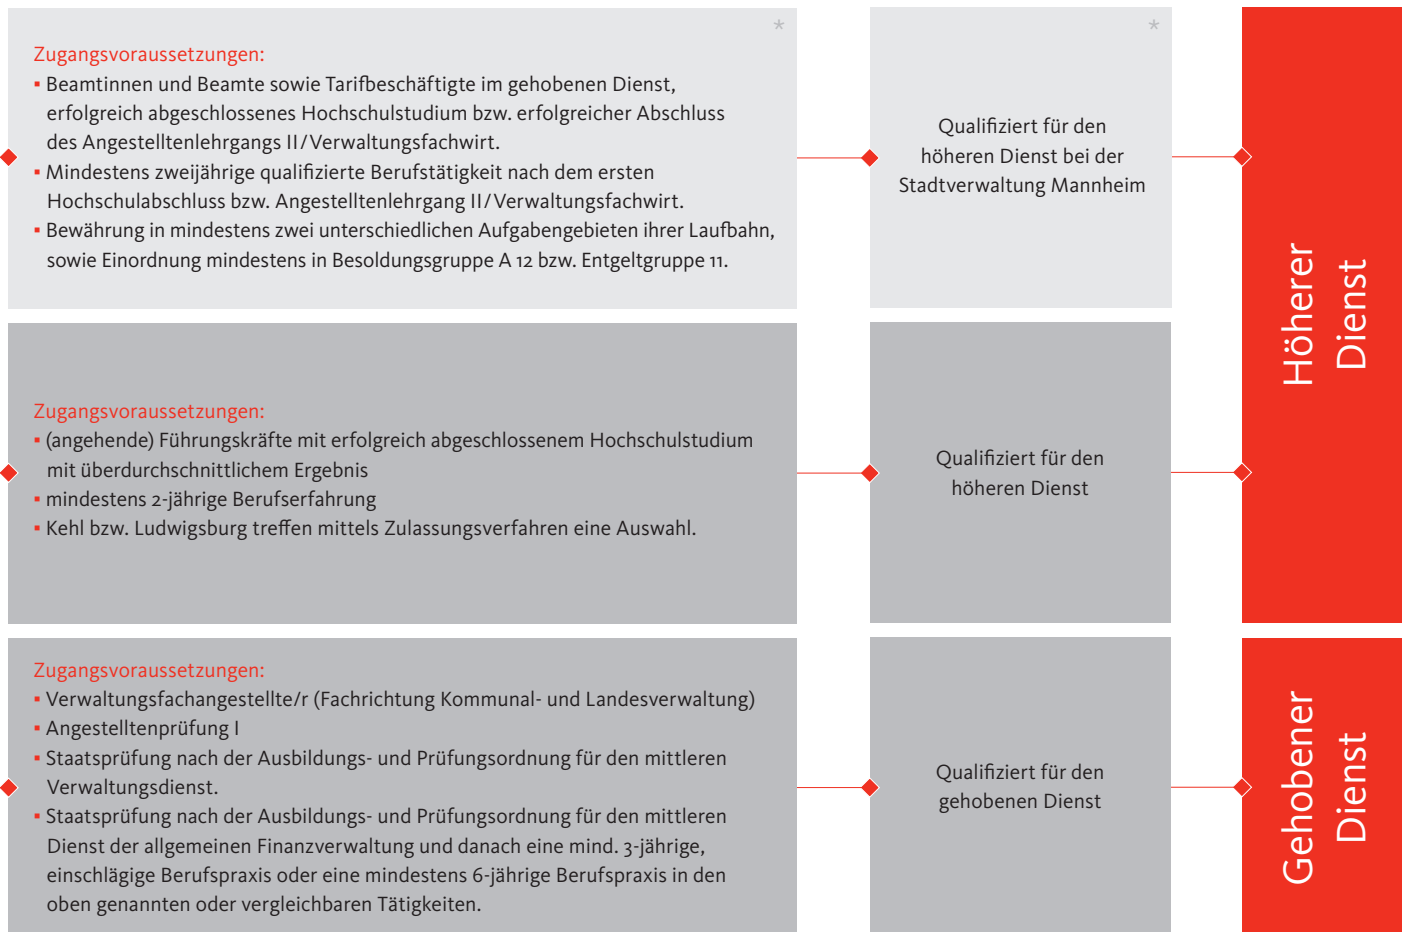 *
Zugangsvoraussetzungen:
▪ Beamtinnen und Beamte sowie Tarifbeschäftigte im gehobenen Dienst,
erfolgreich abgeschlossenes Hochschulstudium bzw. erfolgreicher Abschluss
des Angestelltenlehrgangs II/Verwaltungsfachwirt.
▪ Mindestens zweijährige qualifizierte Berufstätigkeit nach dem ersten
Hochschulabschluss bzw. Angestelltenlehrgang II/Verwaltungsfachwirt.
▪ Bewährung in mindestens zwei unterschiedlichen Aufgabengebieten ihrer Laufbahn,
sowie Einordnung mindestens in Besoldungsgruppe A 12 bzw. Entgeltgruppe 11.
*
Qualifiziert für den
höheren Dienst bei der
Stadtverwaltung Mannheim
Zugangsvoraussetzungen:
▪ (angehende) Führungskräfte mit erfolgreich abgeschlossenem Hochschulstudium
mit überdurchschnittlichem Ergebnis
▪ mindestens 2-jährige Berufserfahrung
▪ Kehl bzw. Ludwigsburg treffen mittels Zulassungsverfahren eine Auswahl.
Qualifiziert für den
höheren Dienst
Höherer
Dienst
Zugangsvoraussetzungen:
▪ Verwaltungsfachangestellte/r (Fachrichtung Kommunal- und Landesverwaltung)
▪ Angestelltenprüfung I
▪ Staatsprüfung nach der Ausbildungs- und Prüfungsordnung für den mittleren
Verwaltungsdienst.
▪ Staatsprüfung nach der Ausbildungs- und Prüfungsordnung für den mittleren
Dienst der allgemeinen Finanzverwaltung und danach eine mind. 3-jährige,
einschlägige Berufspraxis oder eine mindestens 6-jährige Berufspraxis in den
oben genannten oder vergleichbaren Tätigkeiten.
Qualifiziert für den
gehobenen Dienst
Gehobener
Dienst